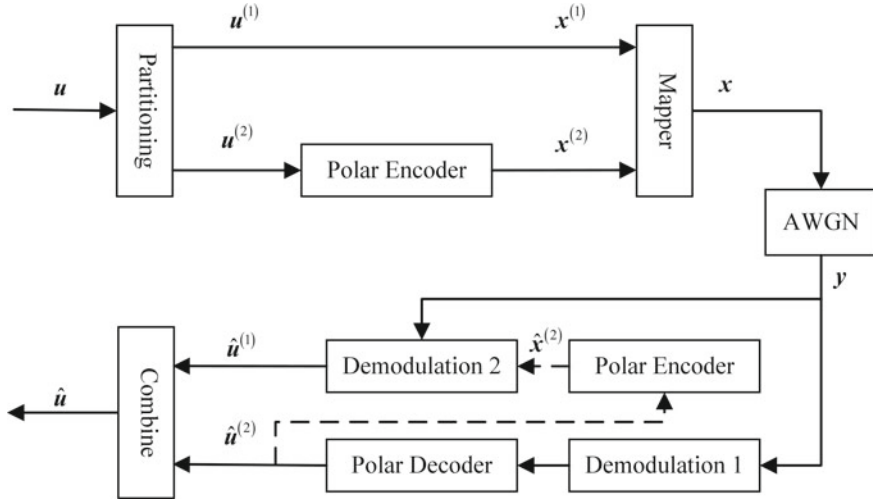 u
Partitioning
u^(1)
x^(1)
u^(2)
Polar Encoder
x^(2)
Mapper
x
AWGN
y
Combine
û
û^(1)
Demodulation 2
x̂^(2)
Polar Encoder
û^(2)
Polar Decoder
Demodulation 1